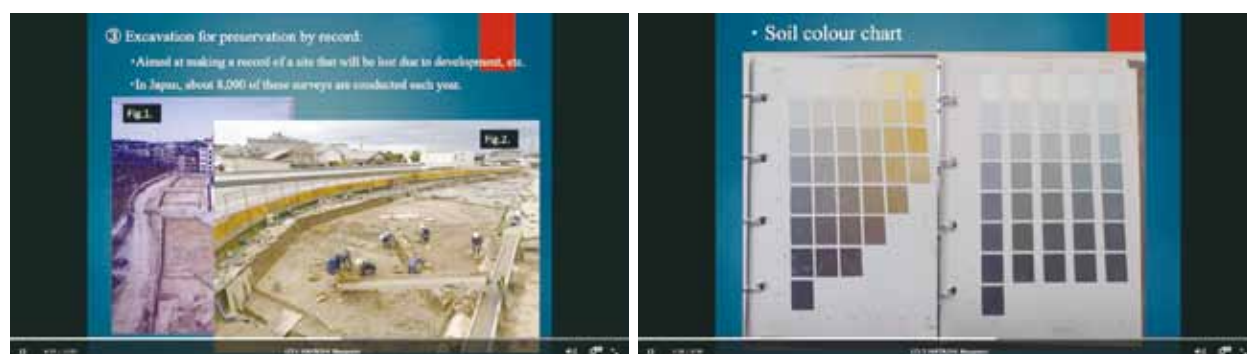 ③ Excavation for preservation by record:
•Aimed at making a record of a site that will be lost due to development, etc.
•In Japan, about 8,000 of these surveys are conducted each year.
Fig.1.
Fig.2.
• Soil colour chart